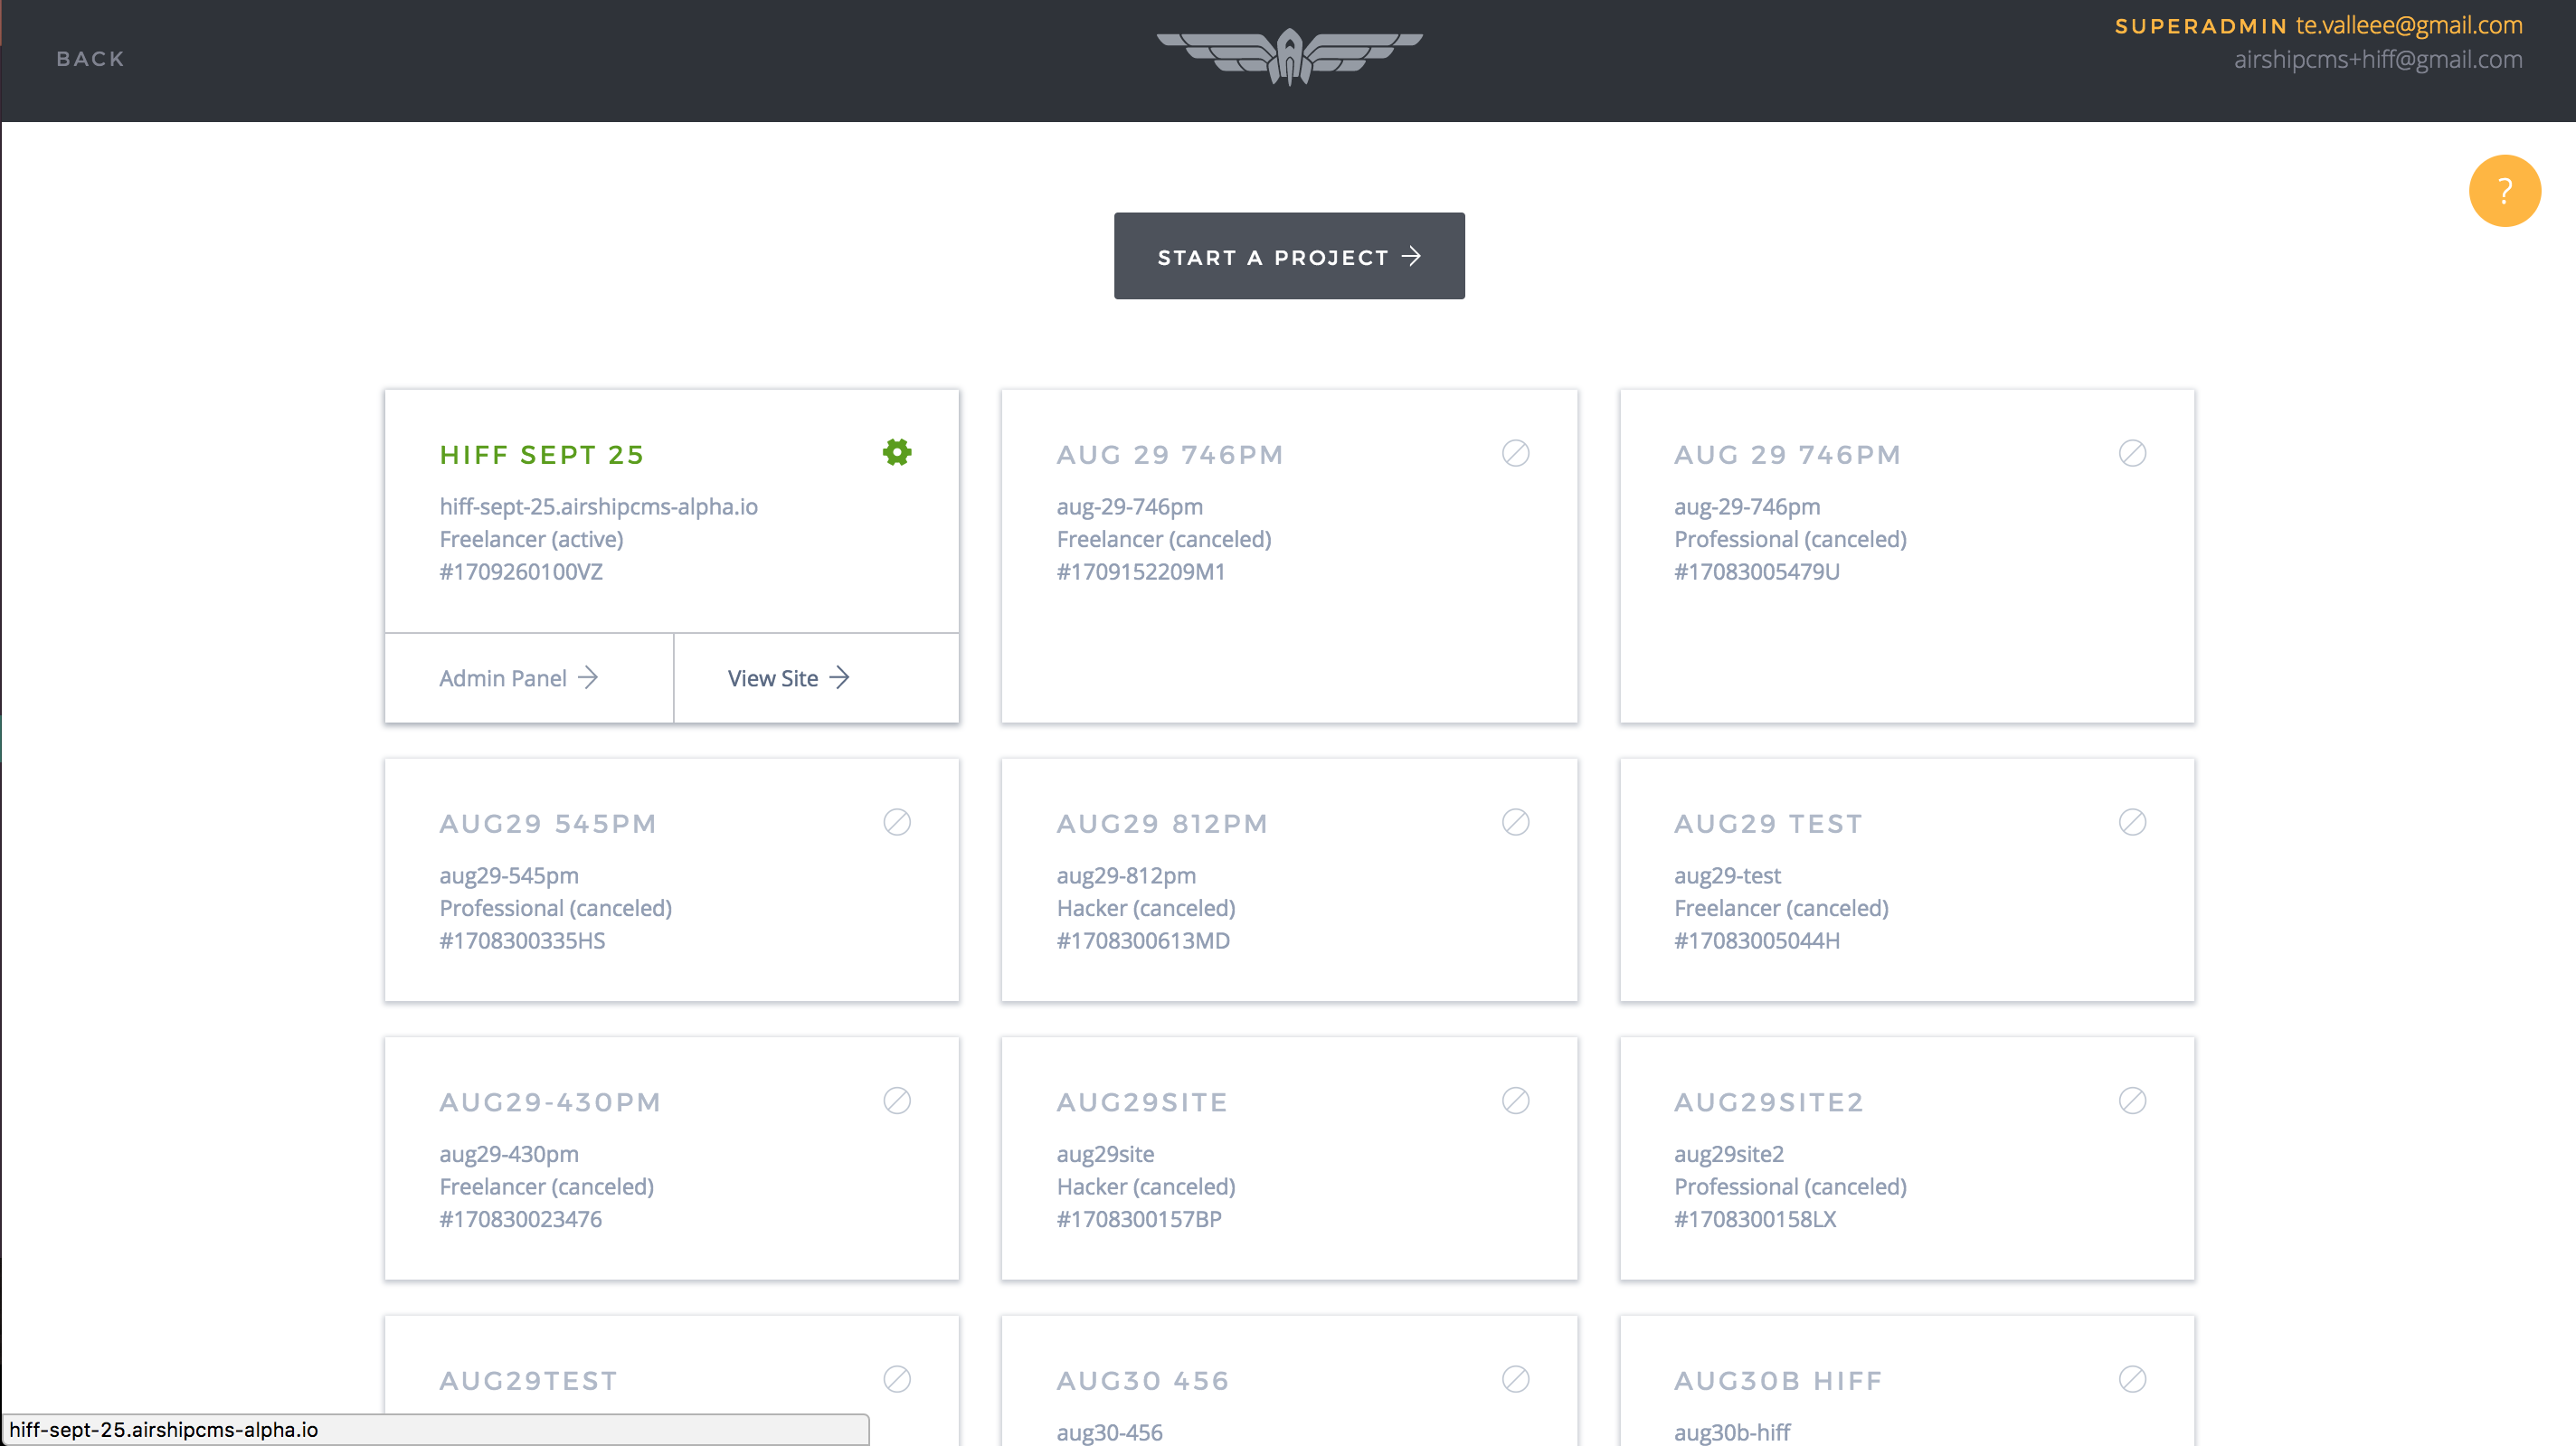 BACK
SUPERADMIN te.valleee@gmail.com
airshipcms+hiff@gmail.com
?
START A PROJECT
HIFF SEPT 25
hiff-sept-25.airshipcms-alpha.io
Freelancer (active)
#1709260100VZ
Admin Panel
View Site
AUG 29 746PM
aug-29-746pm
Freelancer (canceled)
#1709152209M1
AUG 29 746PM
aug-29-746pm
Professional (canceled)
#17083005479U
AUG29 545PM
aug29-545pm
Professional (canceled)
#1708300335HS
AUG29 812PM
aug29-812pm
Hacker (canceled)
#1708300613MD
AUG29 TEST
aug29-test
Freelancer (canceled)
#17083005044H
AUG29-430PM
aug29-430pm
Freelancer (canceled)
#170830023476
AUG29SITE
aug29site
Hacker (canceled)
#1708300157BP
AUG29SITE2
aug29site2
Professional (canceled)
#1708300158LX
AUG29TEST
AUG30 456
aug30-456
AUG30B HIFF
aug30b-hiff
hiff-sept-25.airshipcms-alpha.io